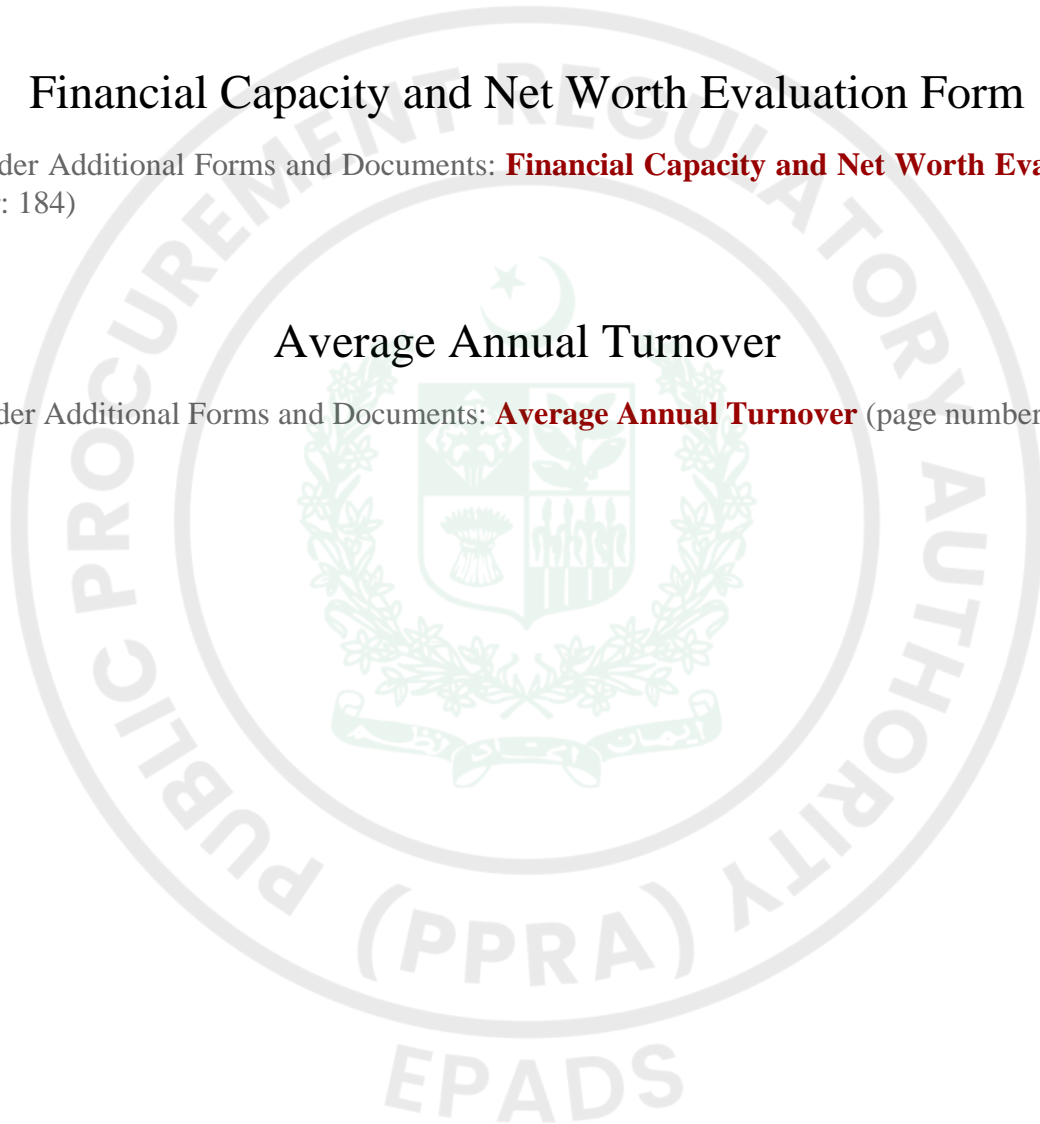 Financial Capacity and Net Worth Evaluation Form
der Additional Forms and Documents: Financial Capacity and Net Worth Eva
: 184)
Average Annual Turnover
der Additional Forms and Documents: Average Annual Turnover (page number
PUBLIC PROCUREMENT REGULATORY AUTHORITY
(PPRA)
EPADS